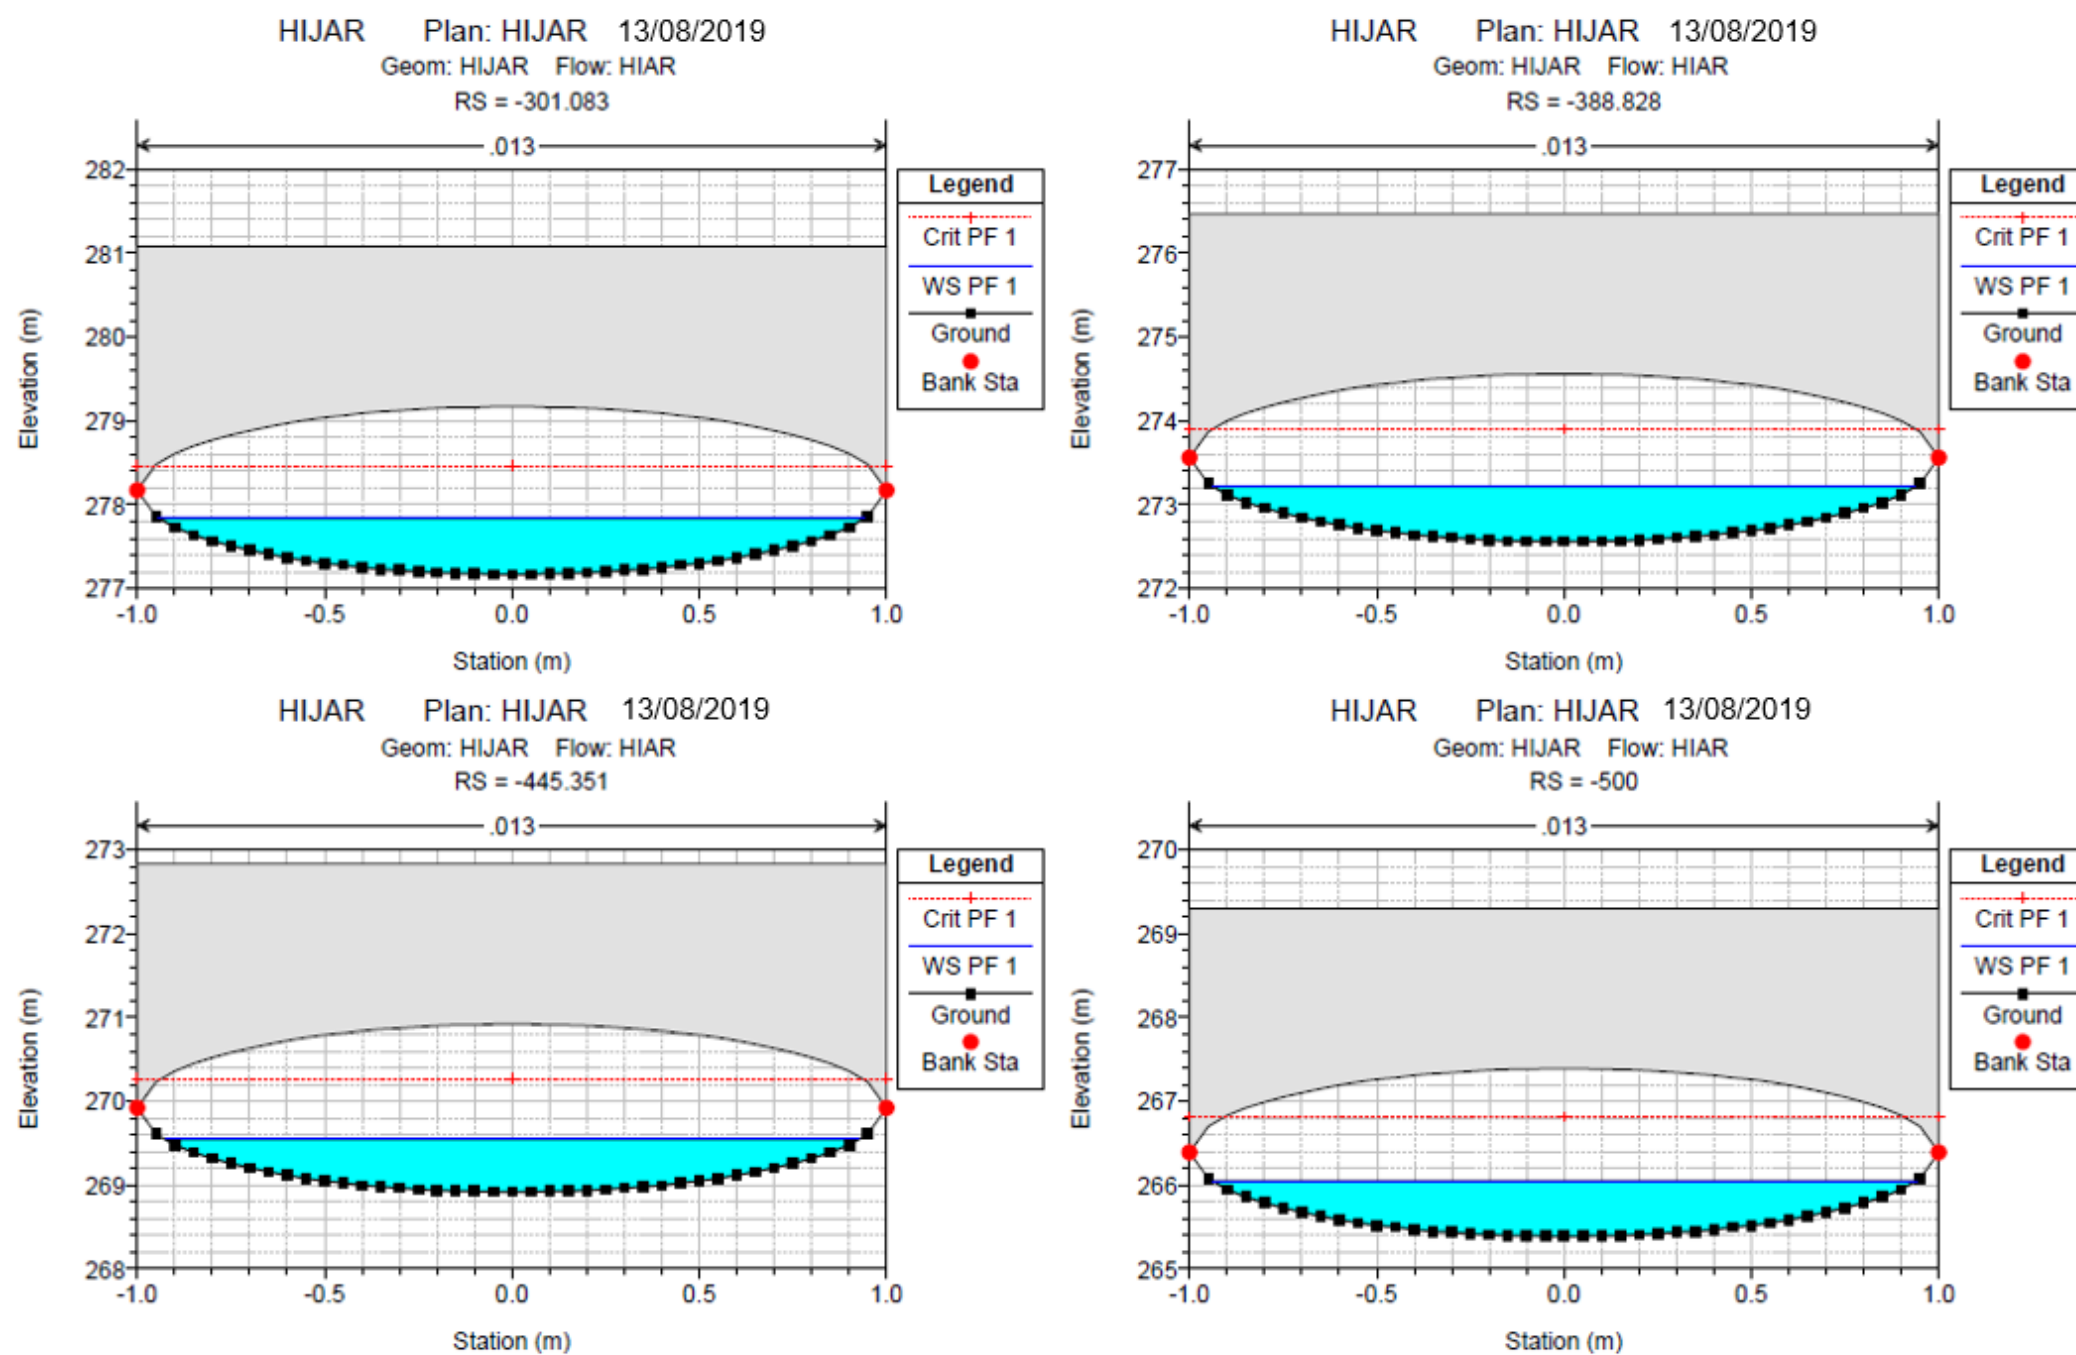 HIJAR Plan: HIJAR 13/08/2019
Geom: HIJAR Flow: HIAR
RS = -301.083
.013
282
281
280
279
278
277
-1.0 -0.5 0.0 0.5 1.0
Station (m)
Elevation (m)
Legend
Crit PF 1
WS PF 1
Ground
Bank Sta
HIJAR Plan: HIJAR 13/08/2019
Geom: HIJAR Flow: HIAR
RS = -388.828
.013
277
276
275
274
273
272
-1.0 -0.5 0.0 0.5 1.0
Station (m)
Elevation (m)
Legend
Crit PF 1
WS PF 1
Ground
Bank Sta
HIJAR Plan: HIJAR 13/08/2019
Geom: HIJAR Flow: HIAR
RS = -445.351
.013
273
272
271
270
269
268
-1.0 -0.5 0.0 0.5 1.0
Station (m)
Elevation (m)
Legend
Crit PF 1
WS PF 1
Ground
Bank Sta
HIJAR Plan: HIJAR 13/08/2019
Geom: HIJAR Flow: HIAR
RS = -500
.013
270
269
268
267
266
265
-1.0 -0.5 0.0 0.5 1.0
Station (m)
Elevation (m)
Legend
Crit PF 1
WS PF 1
Ground
Bank Sta